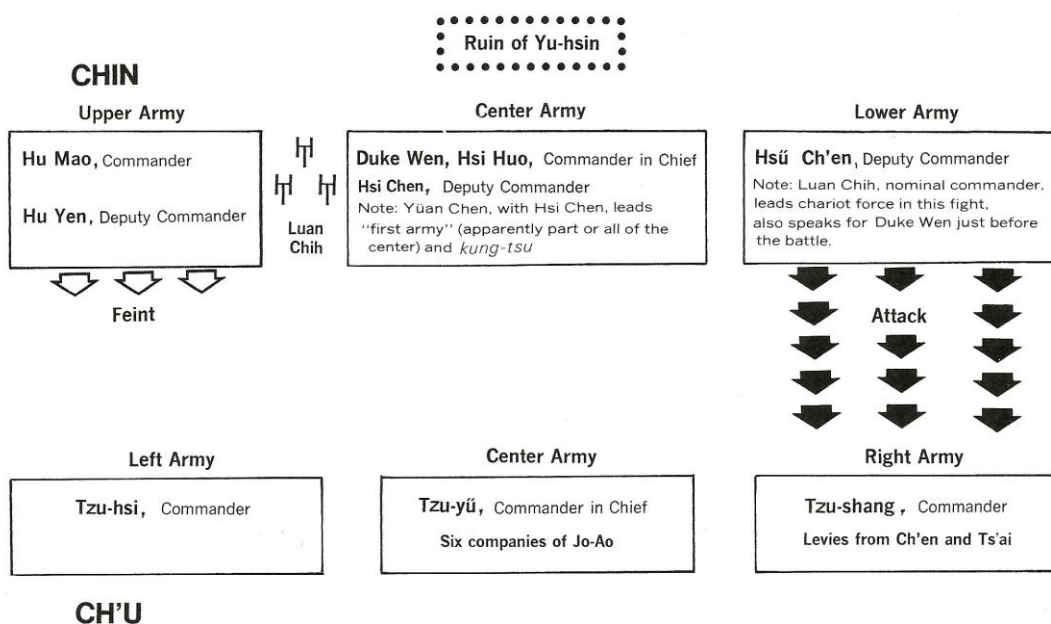 Ruin of Yu-hsin
CHIN
Upper Army
Hu Mao, Commander
Hu Yen, Deputy Commander
Feint
Luan
Chih
Center Army
Duke Wen, Hsi Huo, Commander in Chief
Hsi Chen, Deputy Commander
Note: Yüan Chen, with Hsi Chen, leads
"first army" (apparently part or all of the
center) and kung-tsu
Lower Army
Hsű Ch'en, Deputy Commander
Note: Luan Chih, nominal commander,
leads chariot force in this fight,
also speaks for Duke Wen just before
the battle.
Attack
Left Army
Tzu-hsi, Commander
Center Army
Tzu-yű, Commander in Chief
Six companies of Jo-Ao
Right Army
Tzu-shang, Commander
Levies from Ch'en and Ts'ai
CH'U